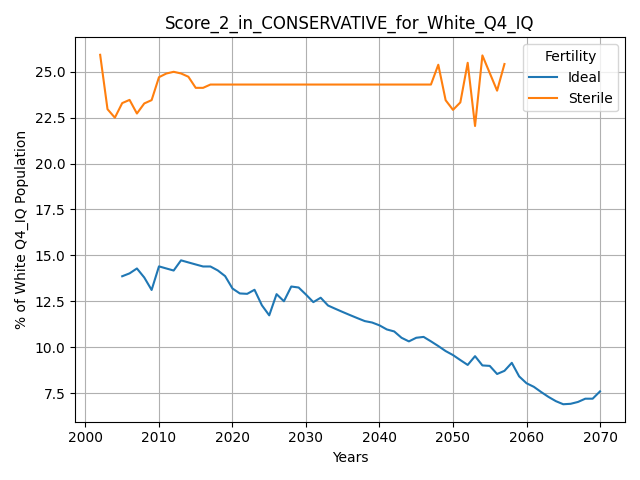 Score_2_in_CONSERVATIVE_for_White_Q4_IQ
% of White Q4_IQ Population
25.0
22.5
20.0
17.5
15.0
12.5
10.0
7.5
Fertility
Ideal
Sterile
2000 2010 2020 2030 2040 2050 2060 2070
Years